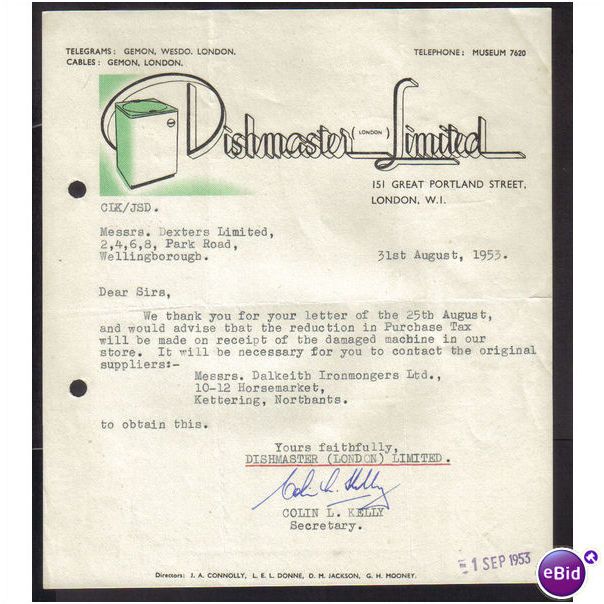 TELEGRAMS: GEMON, WESDO. LONDON.
CABLES: GEMON, LONDON.
TELEPHONE: MUSEUM 7620
Dishmaster (LONDON) Limited
151 GREAT PORTLAND STREET,
LONDON, W.1.
CLK/JSD.
Messrs. Dexters Limited,
2,4,6,8, Park Road,
Wellingborough.
31st August, 1953.
Dear Sirs,
We thank you for your letter of the 25th August,
and would advise that the reduction in Purchase Tax
will be made on receipt of the damaged machine in our
store. It will be necessary for you to contact the original
suppliers:-
Messrs. Dalkeith Ironmongers Ltd.,
10-12 Horsemarket,
Kettering, Northants.
to obtain this.
Yours faithfully,
DISHMASTER (LONDON) LIMITED.
Colin L. Kelly
COLIN L. KELLY
Secretary.
1 SEP 1953
Directors: J. A. CONNOLLY, L. E. L. DONNE, D. M. JACKSON, G. H. MOONEY.
eBid